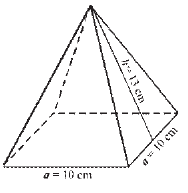 h = 13 cm
a = 10 cm
a = 10 cm